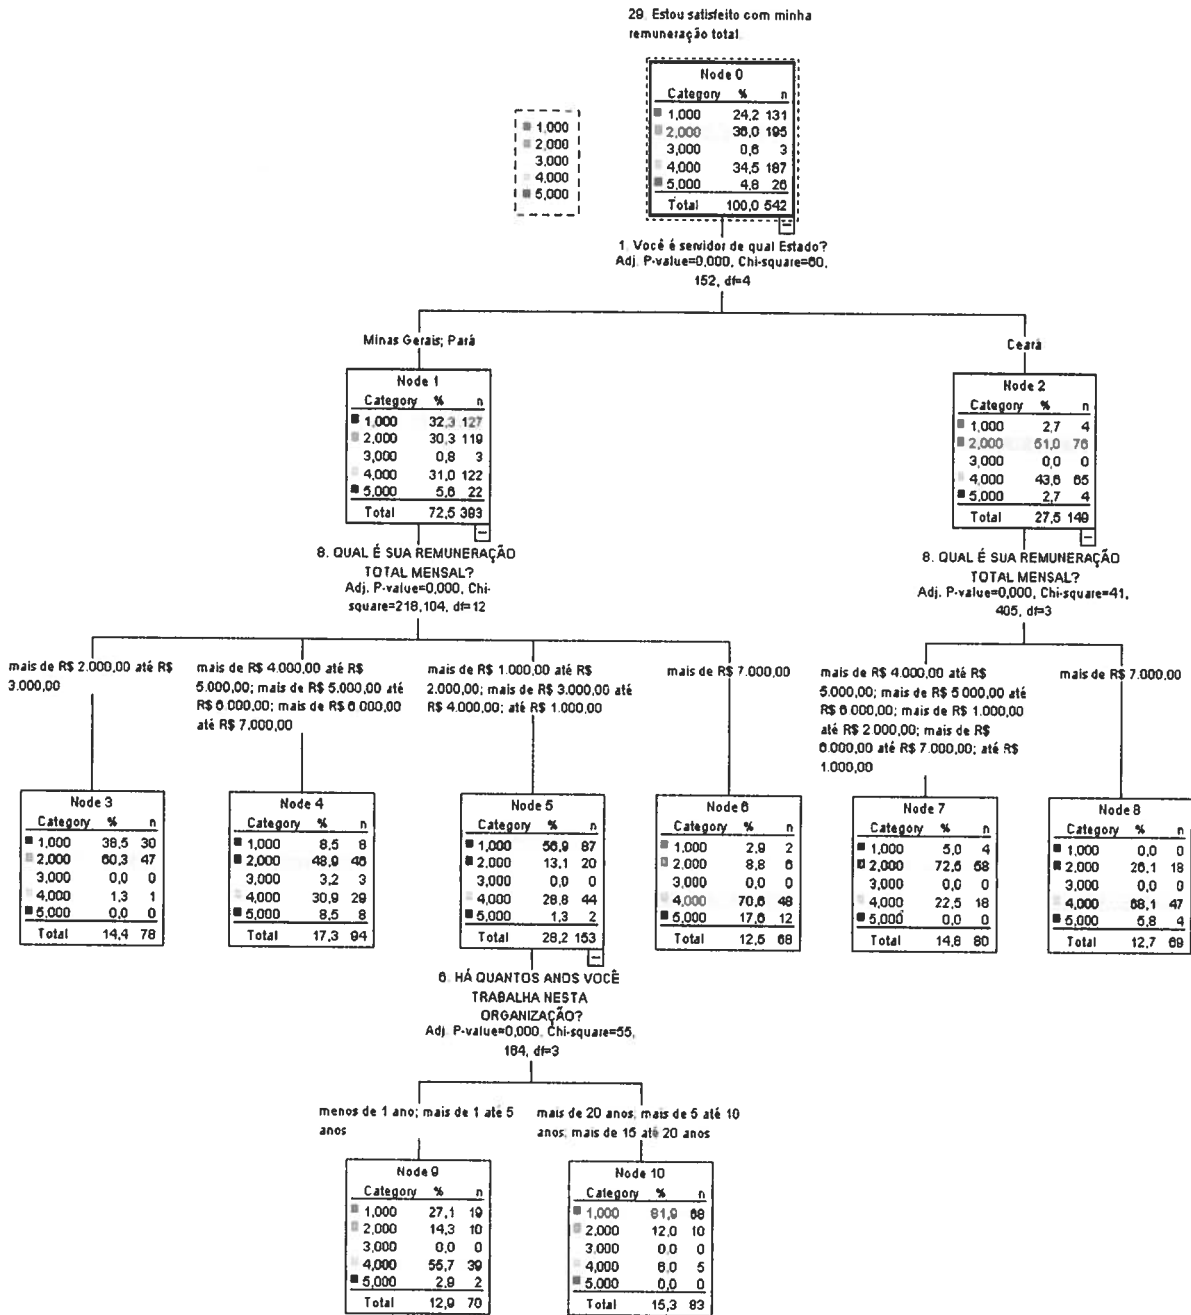 29. Estou satisfeito com minha
remuneração total
Node 0
Category % n
1,000 24,2 131
2,000 36,0 195
3,000 0,6 3
4,000 34,5 187
5,000 4,8 26
Total 100,0 542
1,000
2,000
3,000
4,000
5,000
1. Você é servidor de qual Estado?
Adj. P-value=0,000, Chi-square=60,
152, df=4
Minas Gerais; Pará
Ceará
Node 1
Category % n
1,000 32,3 127
2,000 30,3 119
3,000 0,8 3
4,000 31,0 122
5,000 5,6 22
Total 72,5 393
Node 2
Category % n
1,000 2,7 4
2,000 51,0 76
3,000 0,0 0
4,000 43,6 65
5,000 2,7 4
Total 27,5 149
8. QUAL É SUA REMUNERAÇÃO
TOTAL MENSAL?
Adj. P-value=0,000, Chi-
square=218,104, df=12
8. QUAL É SUA REMUNERAÇÃO
TOTAL MENSAL?
Adj. P-value=0,000, Chi-square=41,
405, df=3
mais de R$ 2.000,00 até R$
3.000,00
mais de R$ 4.000,00 até R$
5.000,00; mais de R$ 5.000,00 até
R$ 6.000,00; mais de R$ 6.000,00
até R$ 7.000,00
mais de R$ 1.000,00 até R$
2.000,00; mais de R$ 3.000,00 até
R$ 4.000,00; até R$ 1.000,00
mais de R$ 7.000,00
mais de R$ 4.000,00 até R$
5.000,00; mais de R$ 5.000,00 até
R$ 6.000,00; mais de R$ 1.000,00
até R$ 2.000,00; mais de R$
6.000,00 até R$ 7.000,00; até R$
1.000,00
mais de R$ 7.000,00
Node 3
Category % n
1,000 38,5 30
2,000 60,3 47
3,000 0,0 0
4,000 1,3 1
5,000 0,0 0
Total 14,4 78
Node 4
Category % n
1,000 8,5 8
2,000 48,9 46
3,000 3,2 3
4,000 30,9 29
5,000 8,5 8
Total 17,3 94
Node 5
Category % n
1,000 56,9 87
2,000 13,1 20
3,000 0,0 0
4,000 28,8 44
5,000 1,3 2
Total 28,2 153
Node 6
Category % n
1,000 2,9 2
2,000 8,8 6
3,000 0,0 0
4,000 70,6 48
5,000 17,6 12
Total 12,5 68
Node 7
Category % n
1,000 5,0 4
2,000 72,5 58
3,000 0,0 0
4,000 22,5 18
5,000 0,0 0
Total 14,8 80
Node 8
Category % n
1,000 0,0 0
2,000 26,1 18
3,000 0,0 0
4,000 68,1 47
5,000 5,8 4
Total 12,7 69
6. HÁ QUANTOS ANOS VOCÊ
TRABALHA NESTA
ORGANIZAÇÃO?
Adj. P-value=0,000, Chi-square=55,
184, df=3
menos de 1 ano; mais de 1 até 5
anos
mais de 20 anos; mais de 5 até 10
anos; mais de 15 até 20 anos
Node 9
Category % n
1,000 27,1 19
2,000 14,3 10
3,000 0,0 0
4,000 55,7 39
5,000 2,9 2
Total 12,9 70
Node 10
Category % n
1,000 81,9 68
2,000 12,0 10
3,000 0,0 0
4,000 6,0 5
5,000 0,0 0
Total 15,3 83